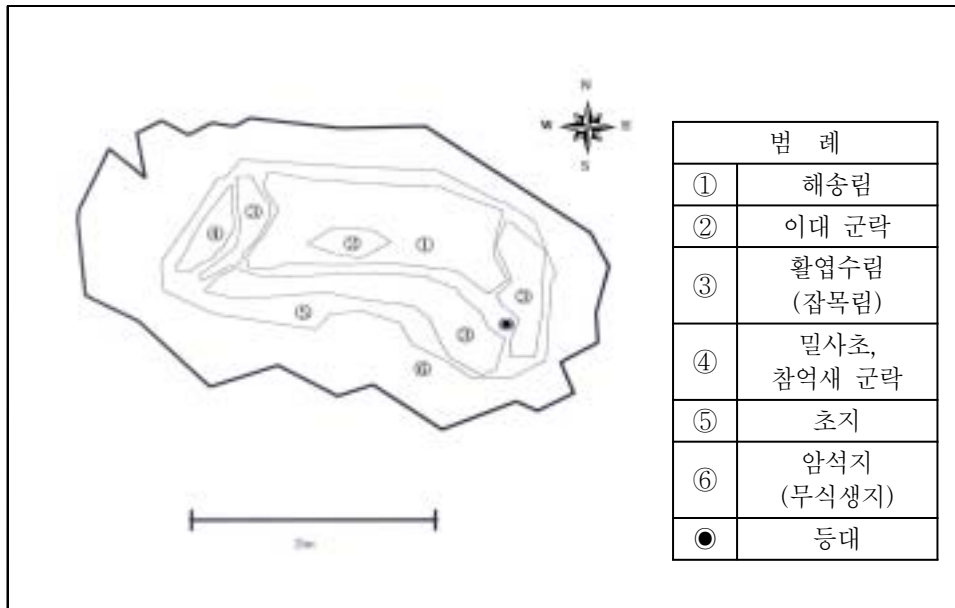 N
W
E
S
④
③
②
①
③
⑤
③
⑥
범 례
① 해송림
② 이대 군락
③ 활엽수림
(잡목림)
④ 밀사초,
참억새 군락
⑤ 초지
⑥ 암석지
(무식생지)
◉ 등대